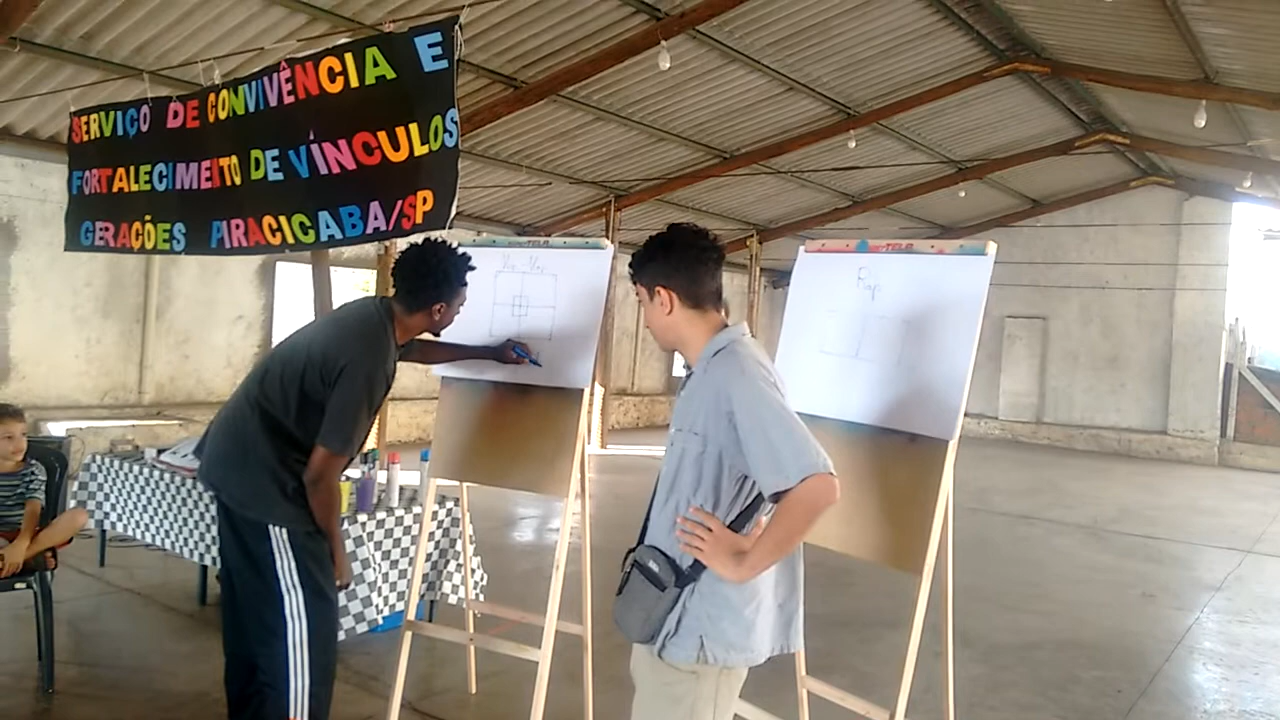 SERVIÇO DE CONVIVÊNCIA E
FORTALECIMEITO DE VÍNCULOS
GERAÇÕES PIRACICABA/SP
Rap